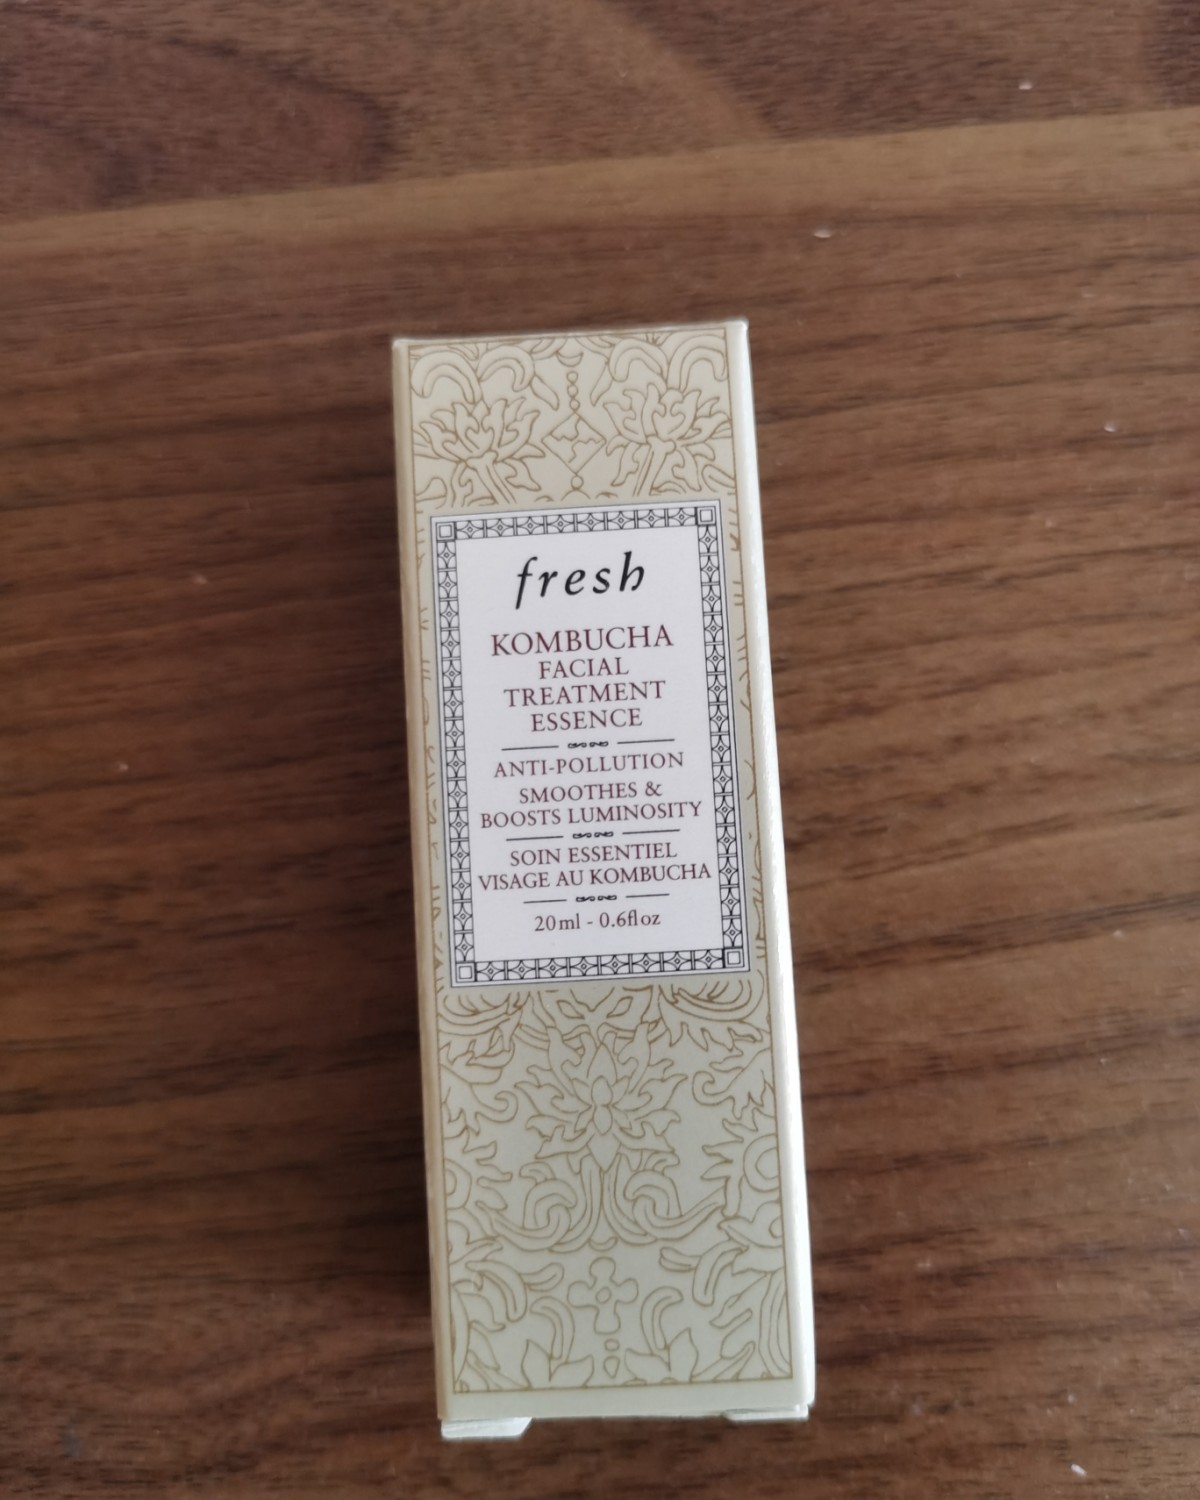 fresh
KOMBUCHA
FACIAL
TREATMENT
ESSENCE
ANTI-POLLUTION
SMOOTHES &
BOOSTS LUMINOSITY
SOIN ESSENTIEL
VISAGE AU KOMBUCHA
20ml - 0.6fl oz